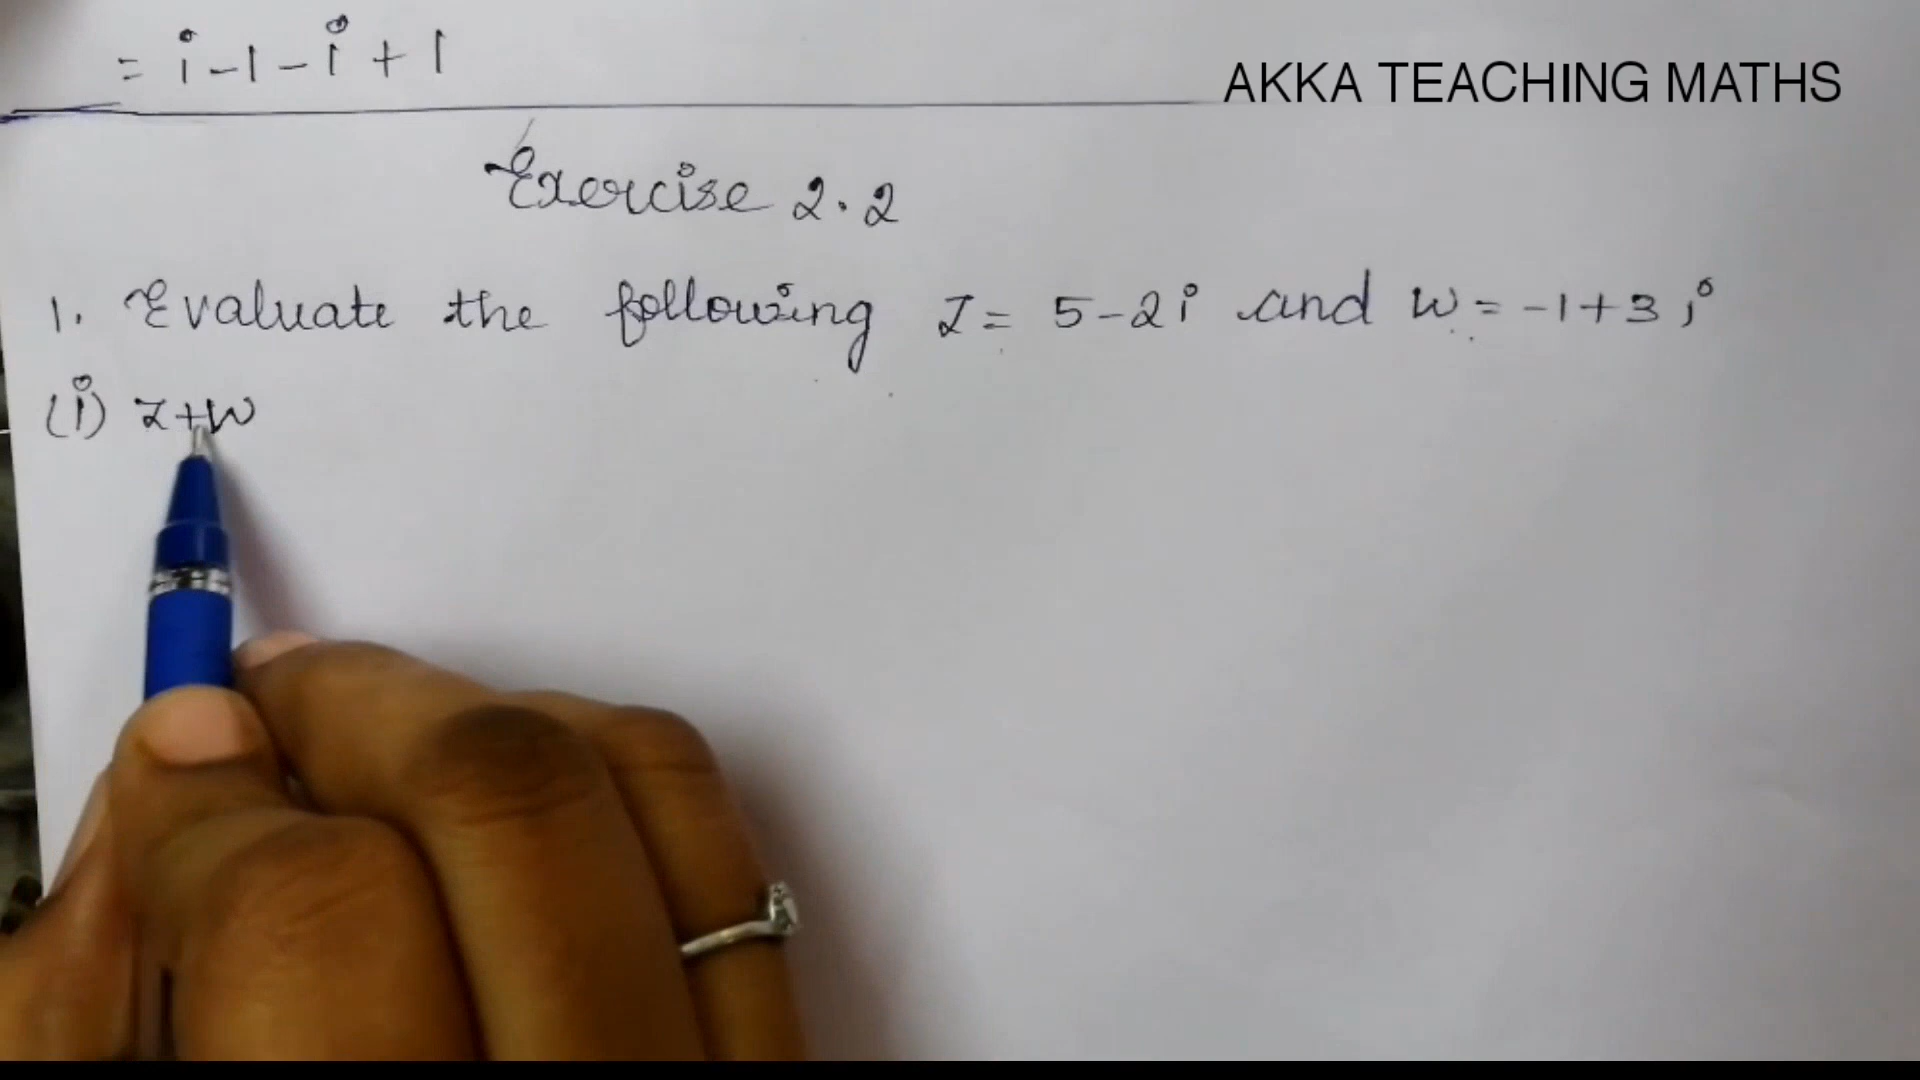 = i - 1 - i + 1
AKKA TEACHING MATHS
Exercise 2.2
1. Evaluate the following z = 5 - 2i and w = -1 + 3i
(i) z+w